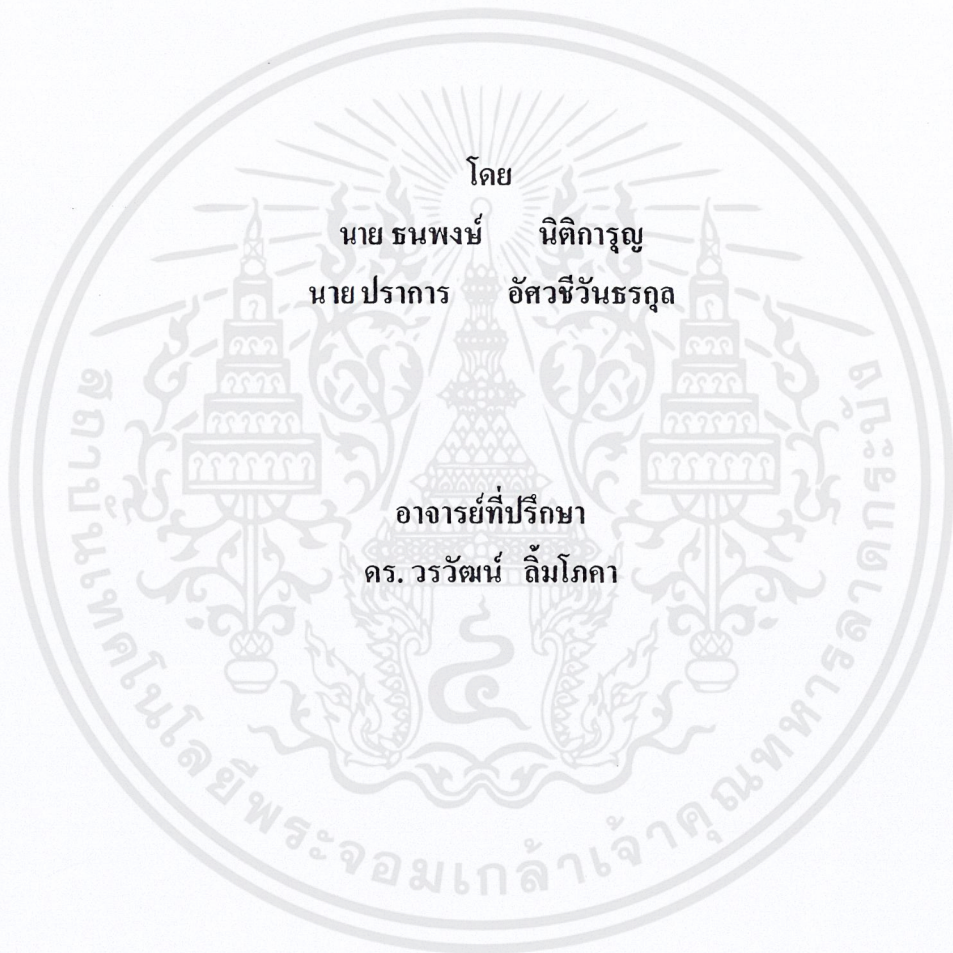 โดย
นาย ธนพงษ์ นิติการุญ
นาย ปราการ อัศวชีวันธรกุล
อาจารย์ที่ปรึกษา
ดร. วรวัฒน์ ลิ้มโภคา
สถาบันเทคโนโลยีพระจอมเกล้าเจ้าคุณทหารลาดกระบัง